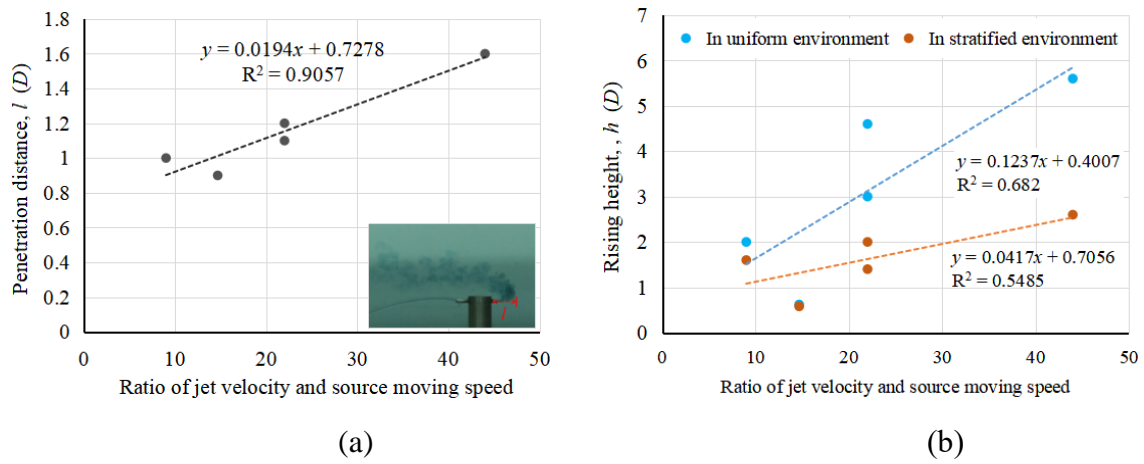 1.8
1.6
1.4
1.2
1
0.8
0.6
0.4
0.2
0
Penetration distance, l (D)
y = 0.0194x + 0.7278
R² = 0.9057
l
0 10 20 30 40 50
Ratio of jet velocity and source moving speed
(a)
7
6
5
4
3
2
1
0
Rising height, , h (D)
In uniform environment In stratified environment
y = 0.1237x + 0.4007
R² = 0.682
y = 0.0417x + 0.7056
R² = 0.5485
0 10 20 30 40 50
Ratio of jet velocity and source moving speed
(b)